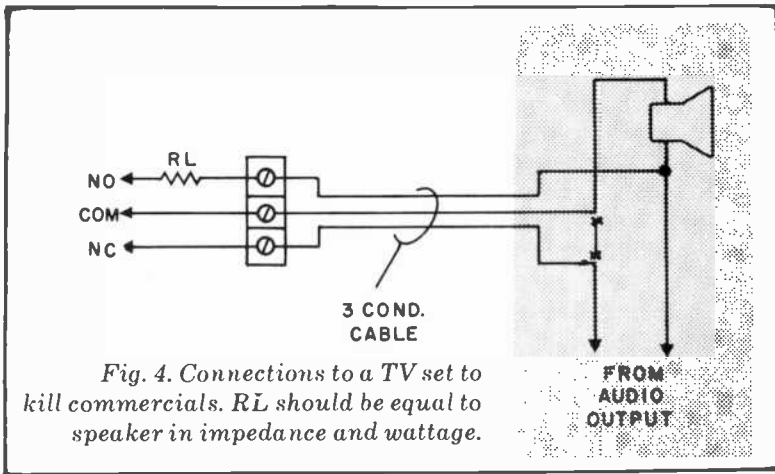 RL
NO
COM
NC
3 COND.
CABLE
FROM
AUDIO
OUTPUT
Fig. 4. Connections to a TV set to
kill commercials. RL should be equal to
speaker in impedance and wattage.